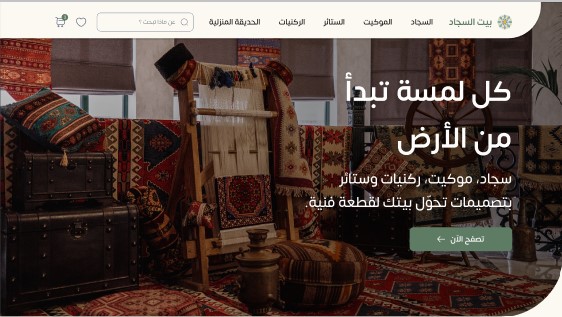 بيت السجاد
السجاد
الموكيت
الستائر
الركنيات
الحديقة المنزلية
عن ماذا تبحث ؟
كل لمسة تبدأ
من الأرض
سجاد، موكيت، ركنيات وستائر
بتصميمات تحوّل بيتك لقطعة فنية.
تصفح الآن